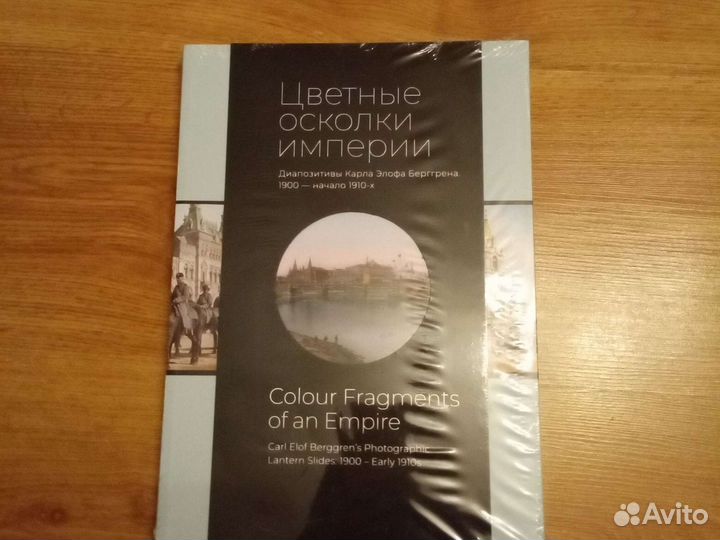 Цветные
осколки
империи
Диапозитивы Карла Элофа Берггрена.
1900 — начало 1910-х
Colour Fragments
of an Empire
Carl Elof Berggren's Photographic
Lantern Slides: 1900 – Early 1910s
Avito